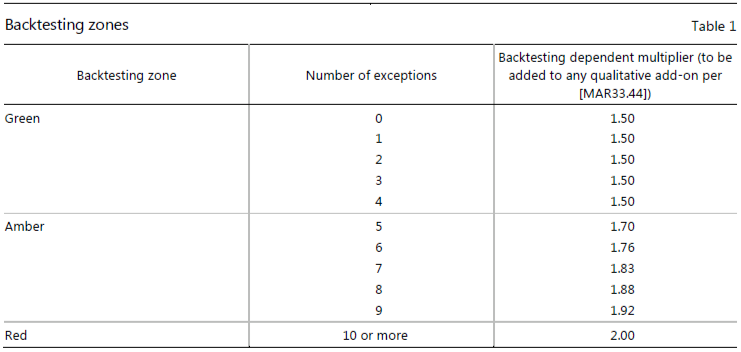 Backtesting zones Table 1
Backtesting zone Number of exceptions Backtesting dependent multiplier (to be
added to any qualitative add-on per
[MAR33.44])
Green 0 1.50
1 1.50
2 1.50
3 1.50
4 1.50
Amber 5 1.70
6 1.76
7 1.83
8 1.88
9 1.92
Red 10 or more 2.00